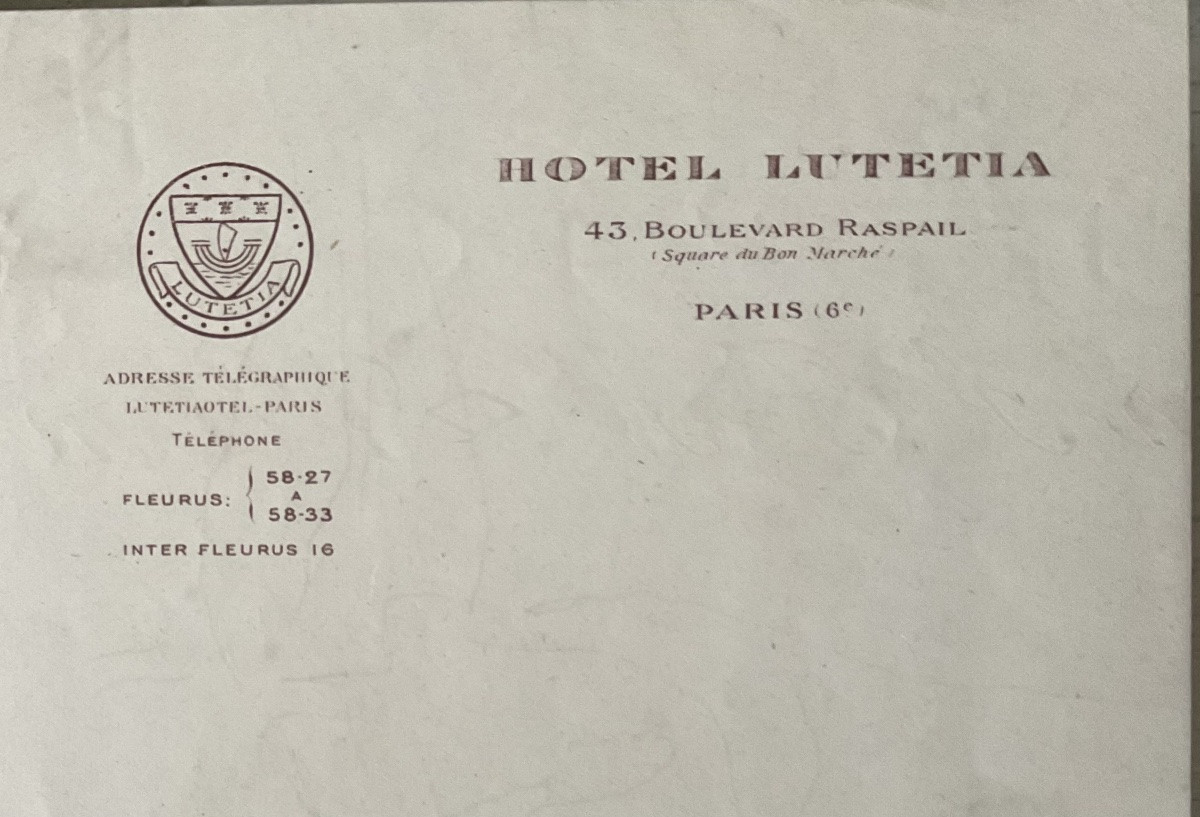 HOTEL LUTETIA
43, BOULEVARD RASPAIL
(Square du Bon Marché)
PARIS (6e)
LUTETIA
ADRESSE TÉLÉGRAPHIQUE
LUTETIAOTEL-PARIS
TÉLÉPHONE
FLEURUS: { 58-27
A
58-33
INTER FLEURUS 16